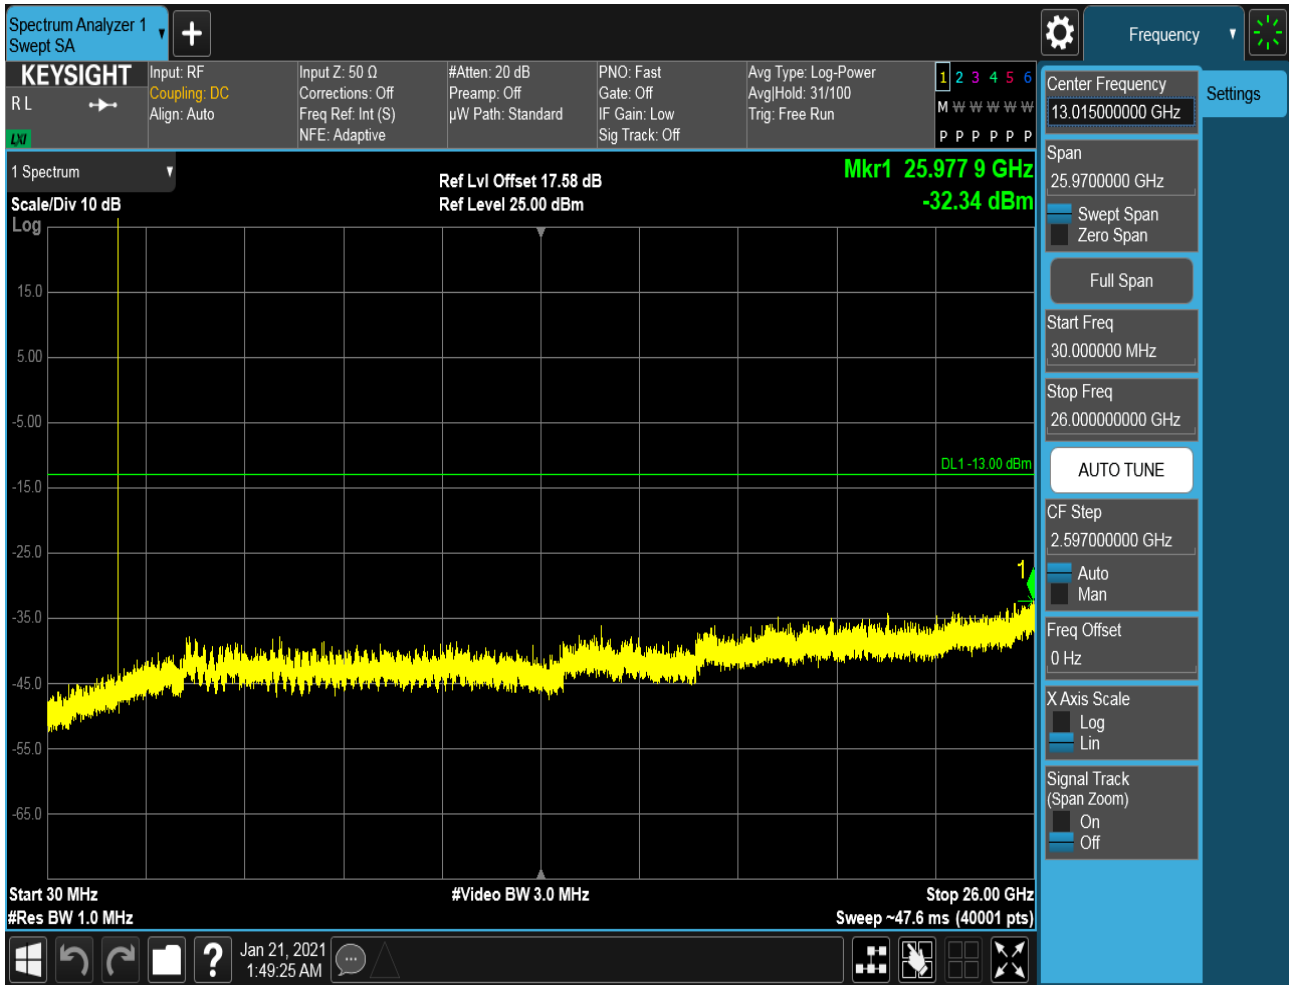 Spectrum Analyzer 1
Swept SA
Frequency
KEYSIGHT
R L
LXI
Input: RF
Coupling: DC
Align: Auto
Input Z: 50 Ω
Corrections: Off
Freq Ref: Int (S)
NFE: Adaptive
#Atten: 20 dB
Preamp: Off
µW Path: Standard
PNO: Fast
Gate: Off
IF Gain: Low
Sig Track: Off
Avg Type: Log-Power
Avg|Hold: 31/100
Trig: Free Run
1 2 3 4 5 6
M W W W W W
P P P P P P
1 Spectrum
Scale/Div 10 dB
Log
Ref Lvl Offset 17.58 dB
Ref Level 25.00 dBm
Mkr1 25.977 9 GHz
-32.34 dBm
15.0
5.00
-5.00
-15.0
-25.0
-35.0
-45.0
-55.0
-65.0
DL1 -13.00 dBm
1
Start 30 MHz
#Res BW 1.0 MHz
#Video BW 3.0 MHz
Stop 26.00 GHz
Sweep ~47.6 ms (40001 pts)
Center Frequency
13.015000000 GHz
Span
25.9700000 GHz
Swept Span
Zero Span
Full Span
Start Freq
30.000000 MHz
Stop Freq
26.000000000 GHz
AUTO TUNE
CF Step
2.597000000 GHz
Auto
Man
Freq Offset
0 Hz
X Axis Scale
Log
Lin
Signal Track
(Span Zoom)
On
Off
Settings
?
Jan 21, 2021
1:49:25 AM